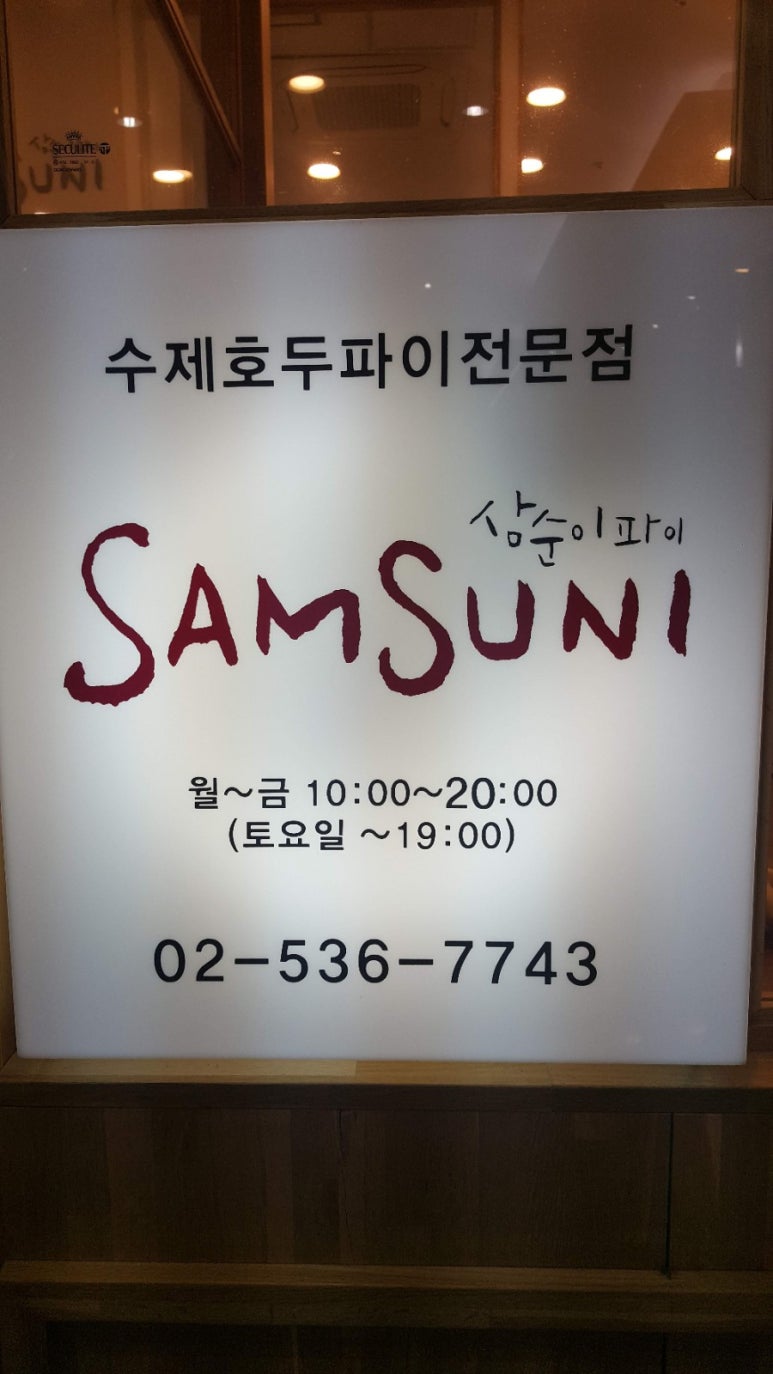 SECURITE
수제호두파이전문점
삼순이파이
SAMSUNI
월~금 10:00~20:00
(토요일 ~19:00)
02-536-7743